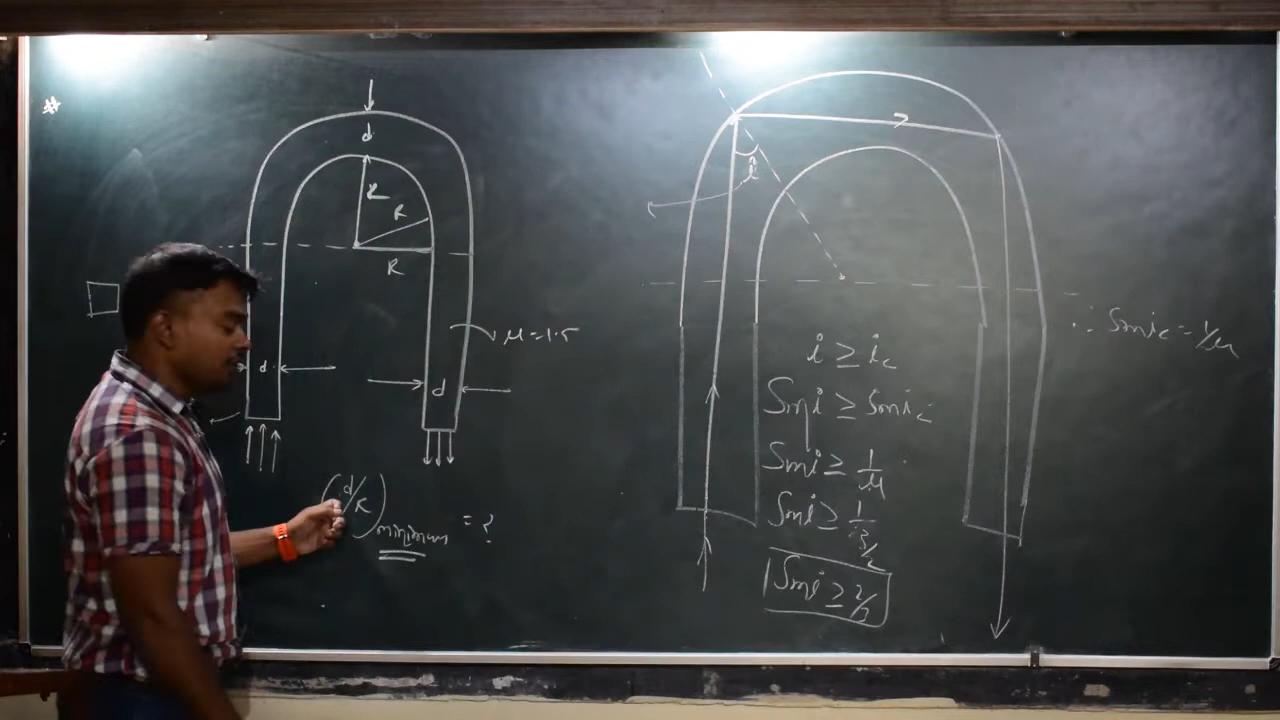 d
R
R
R
μ = 1.5
d
d
(d/R) minimum = ?
i
i ≥ ic
Sin i ≥ Sin ic
Sin i ≥ 1/μ
Sin i ≥ 1/3/2
Sin i ≥ 2/3
∴ Sin ic = 1/μ